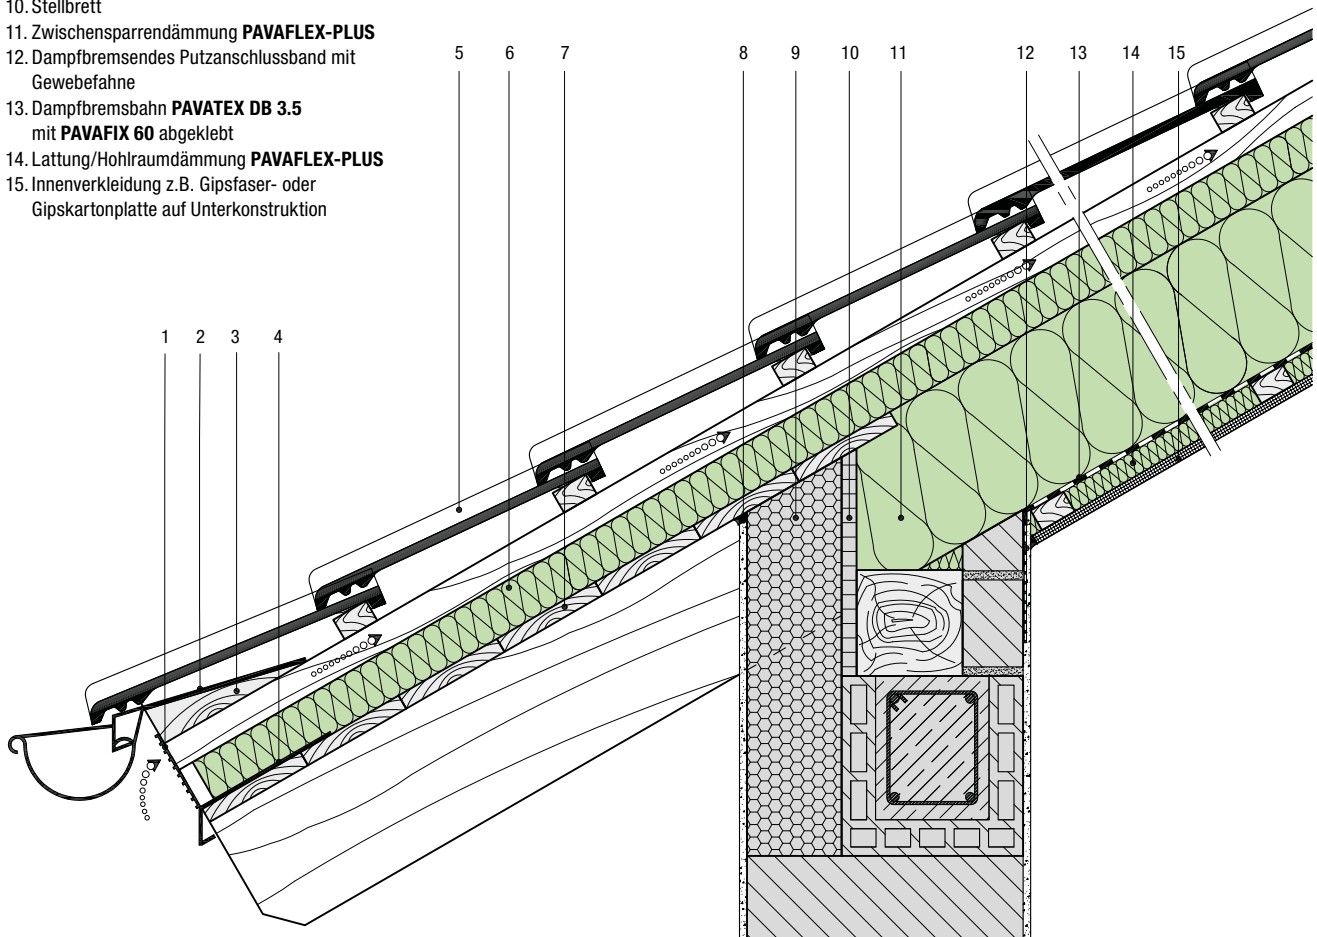 10. Stellbrett
11. Zwischensparrendämmung PAVAFLEX-PLUS
12. Dampfbremsendes Putzanschlussband mit
Gewebefahne
13. Dampfbremsbahn PAVATEX DB 3.5
mit PAVAFIX 60 abgeklebt
14. Lattung/Hohlraumdämmung PAVAFLEX-PLUS
15. Innenverkleidung z.B. Gipsfaser- oder
Gipskartonplatte auf Unterkonstruktion
5 6 7 8 9 10 11 12 13 14 15
1 2 3 4